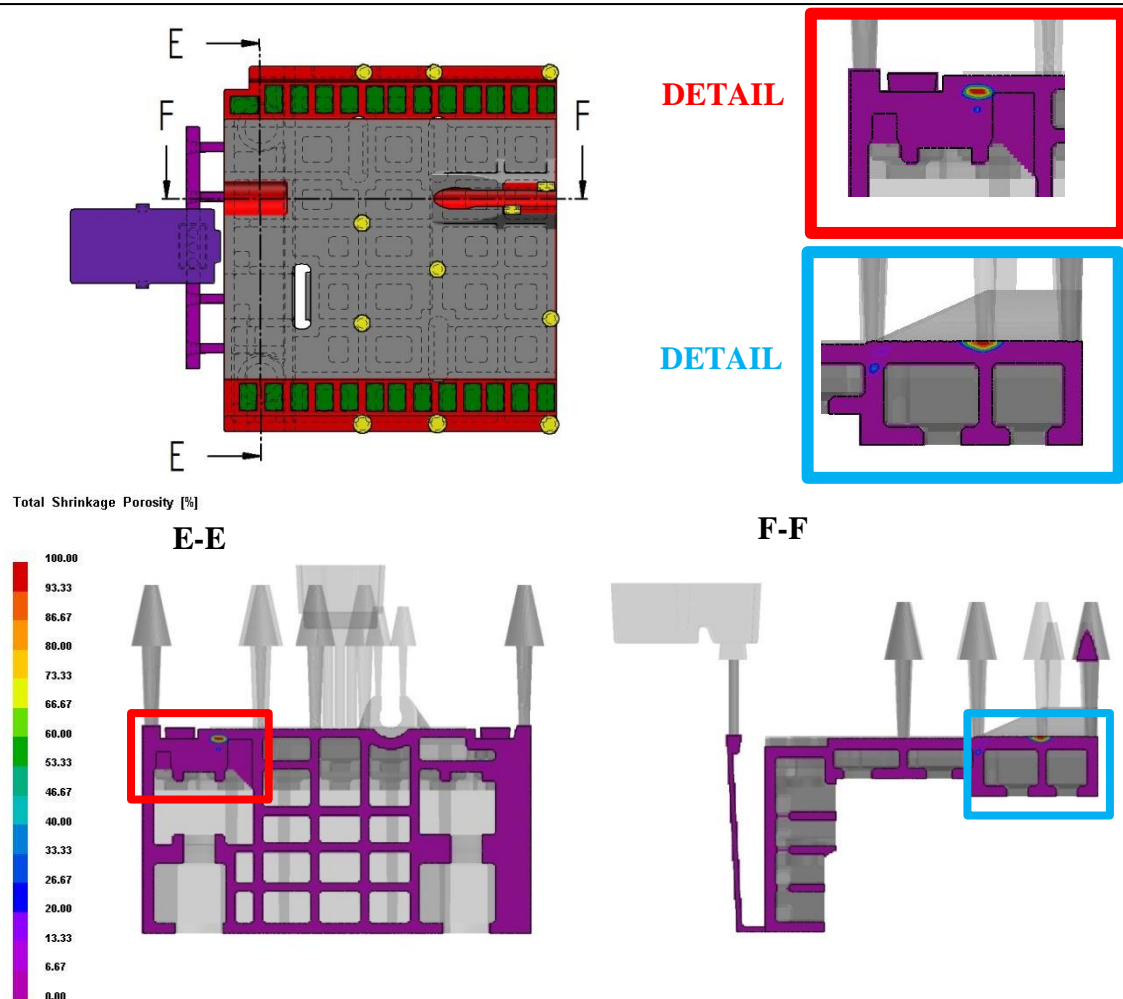 E
F
F
E
DETAIL
DETAIL
Total Shrinkage Porosity [%]
E-E
F-F
100.00
93.33
86.67
80.00
73.33
66.67
60.00
53.33
46.67
40.00
33.33
26.67
20.00
13.33
6.67
0.00